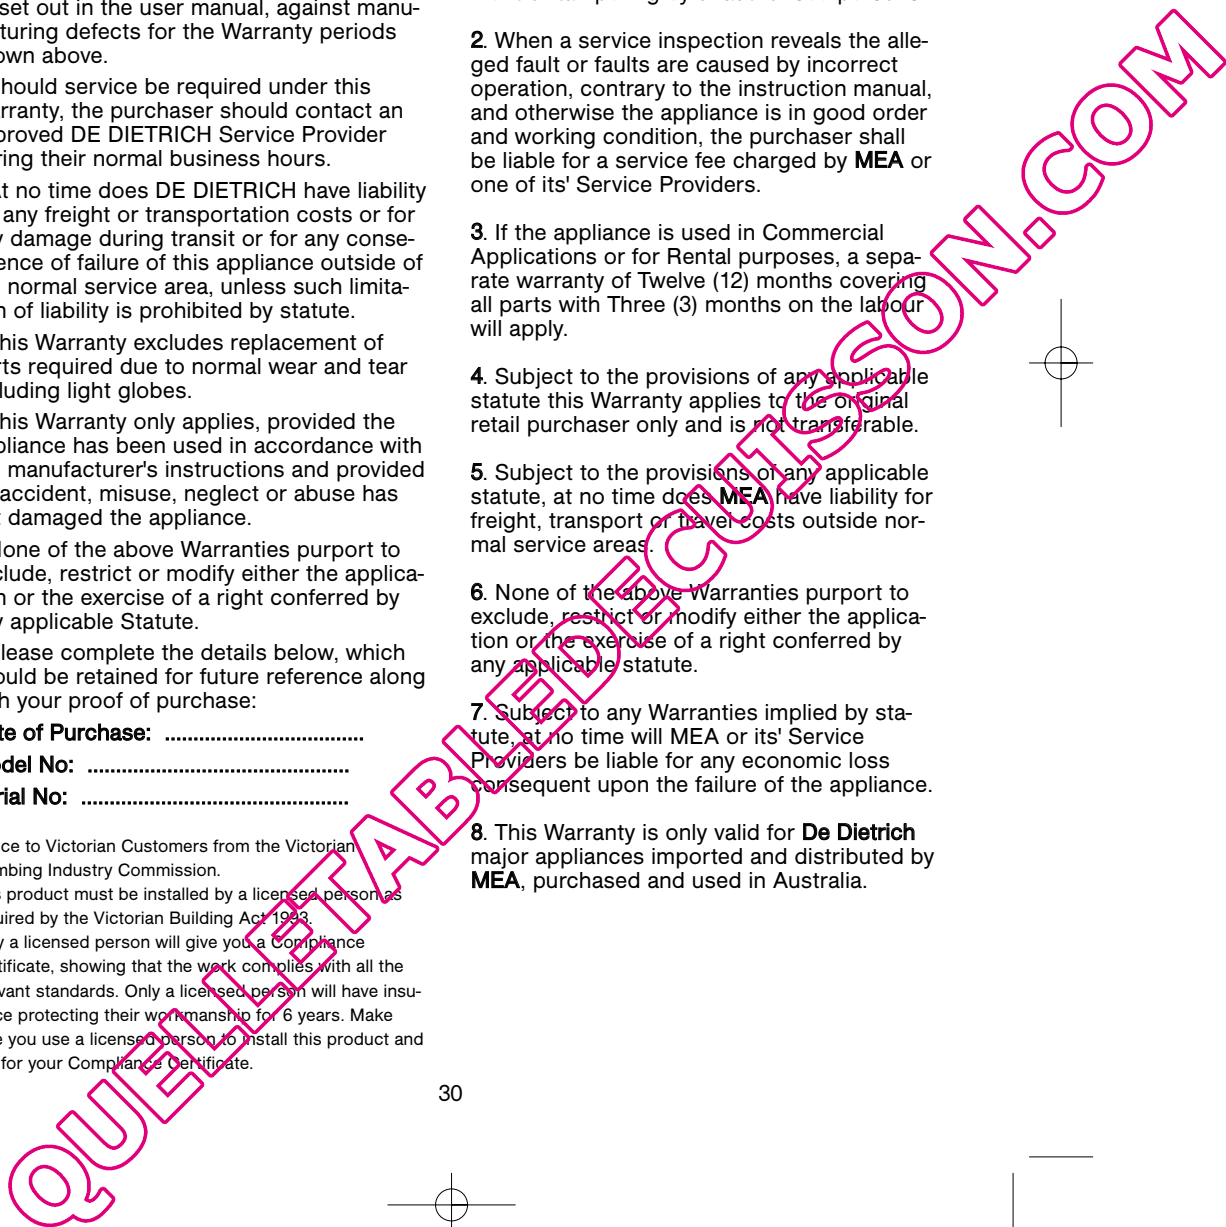 set out in the user manual, against manu-
turing defects for the Warranty periods
own above.
hould service be required under this
rranty, the purchaser should contact an
proved DE DIETRICH Service Provider
ring their normal business hours.
t no time does DE DIETRICH have liability
any freight or transportation costs or for
y damage during transit or for any conse-
ence of failure of this appliance outside of
normal service area, unless such limita-
n of liability is prohibited by statute.
his Warranty excludes replacement of
rts required due to normal wear and tear
luding light globes.
his Warranty only applies, provided the
pliance has been used in accordance with
manufacturer's instructions and provided
accident, misuse, neglect or abuse has
t damaged the appliance.
lone of the above Warranties purport to
clude, restrict or modify either the applica-
n or the exercise of a right conferred by
y applicable Statute.
lease complete the details below, which
ould be retained for future reference along
h your proof of purchase:
te of Purchase: ...................................
odel No: ..............................................
rial No: ...............................................
ice to Victorian Customers from the Victorian
mbing Industry Commission.
s product must be installed by a licensed person as
uired by the Victorian Building Act 1993.
y a licensed person will give you a Compliance
tificate, showing that the work complies with all the
vant standards. Only a licensed person will have insu-
ce protecting their workmanship for 6 years. Make
e you use a licensed person to install this product and
for your Compliance Certificate.
2. When a service inspection reveals the alle-
ged fault or faults are caused by incorrect
operation, contrary to the instruction manual,
and otherwise the appliance is in good order
and working condition, the purchaser shall
be liable for a service fee charged by MEA or
one of its' Service Providers.
3. If the appliance is used in Commercial
Applications or for Rental purposes, a sepa-
rate warranty of Twelve (12) months covering
all parts with Three (3) months on the labour
will apply.
4. Subject to the provisions of any applicable
statute this Warranty applies to the original
retail purchaser only and is not transferable.
5. Subject to the provisions of any applicable
statute, at no time does MEA have liability for
freight, transport or travel costs outside nor-
mal service areas.
6. None of the above Warranties purport to
exclude, restrict or modify either the applica-
tion or the exercise of a right conferred by
any applicable statute.
7. Subject to any Warranties implied by sta-
tute, at no time will MEA or its' Service
Providers be liable for any economic loss
consequent upon the failure of the appliance.
8. This Warranty is only valid for De Dietrich
major appliances imported and distributed by
MEA, purchased and used in Australia.
30
QUELLETABLEDECUISSON.COM